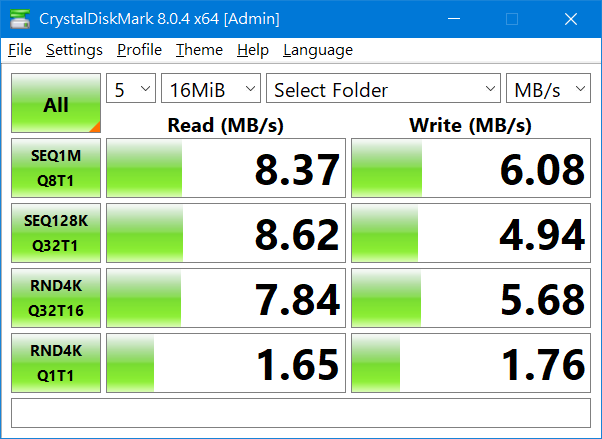 CrystalDiskMark 8.0.4 x64 [Admin]
File Settings Profile Theme Help Language
All 5 16MiB Select Folder MB/s
Read (MB/s) Write (MB/s)
SEQ1M
Q8T1
8.37 6.08
SEQ128K
Q32T1
8.62 4.94
RND4K
Q32T16
7.84 5.68
RND4K
Q1T1
1.65 1.76